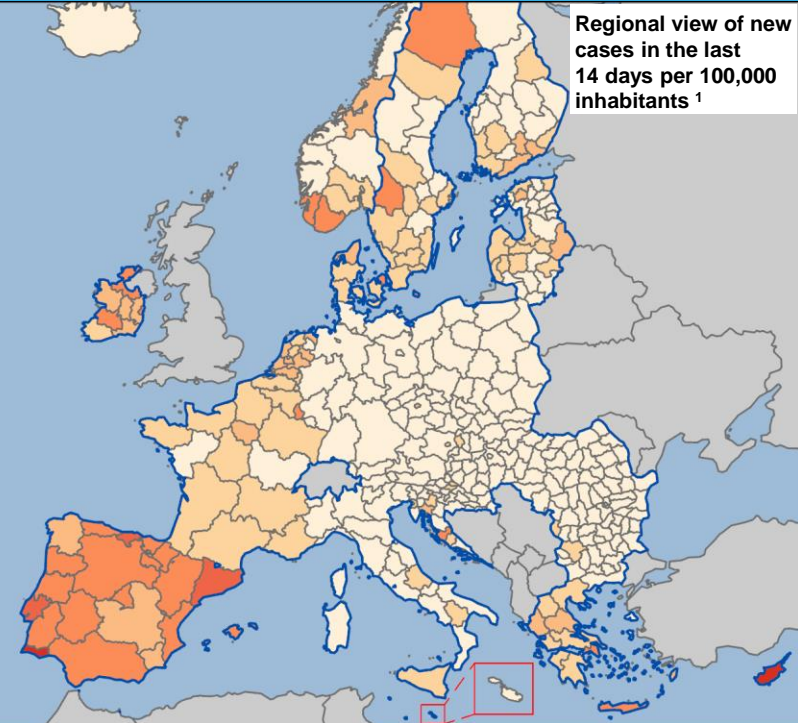 Regional view of new
cases in the last
14 days per 100,000
inhabitants ¹